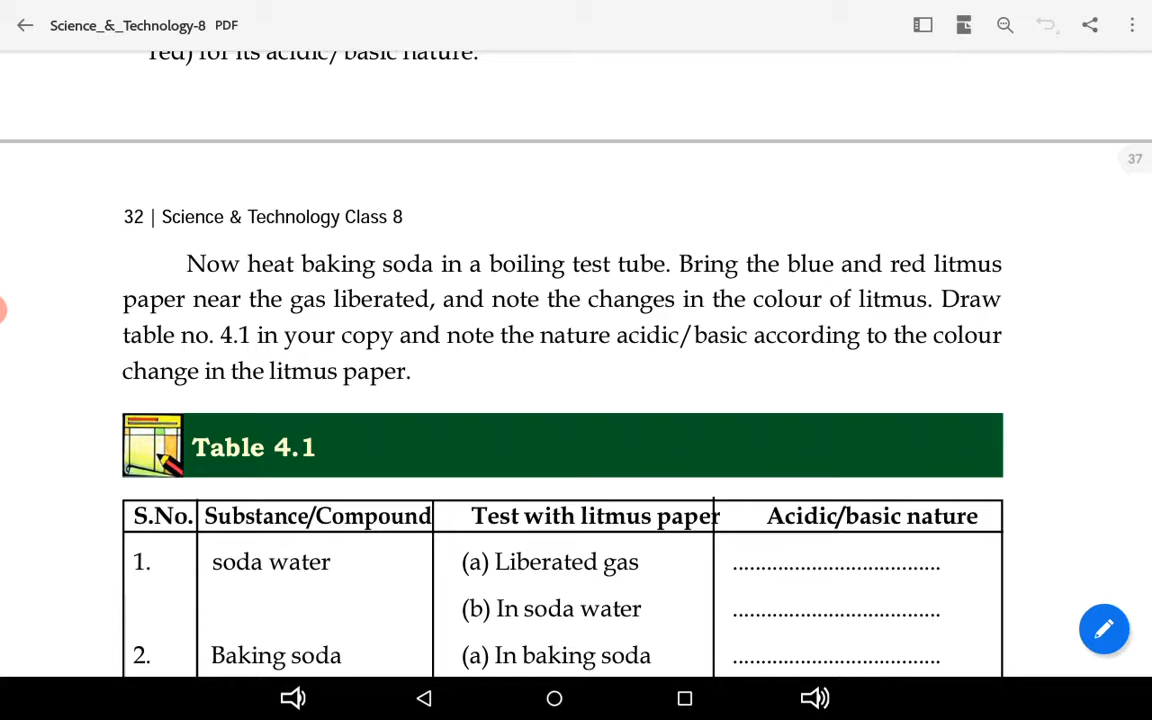 Science_&_Technology-8 PDF
red) for its acidic/basic nature.
37
32 | Science & Technology Class 8
Now heat baking soda in a boiling test tube. Bring the blue and red litmus
paper near the gas liberated, and note the changes in the colour of litmus. Draw
table no. 4.1 in your copy and note the nature acidic/basic according to the colour
change in the litmus paper.
Table 4.1
S.No. Substance/Compound Test with litmus paper Acidic/basic nature
1. soda water (a) Liberated gas ....................................
(b) In soda water ....................................
2. Baking soda (a) In baking soda ....................................